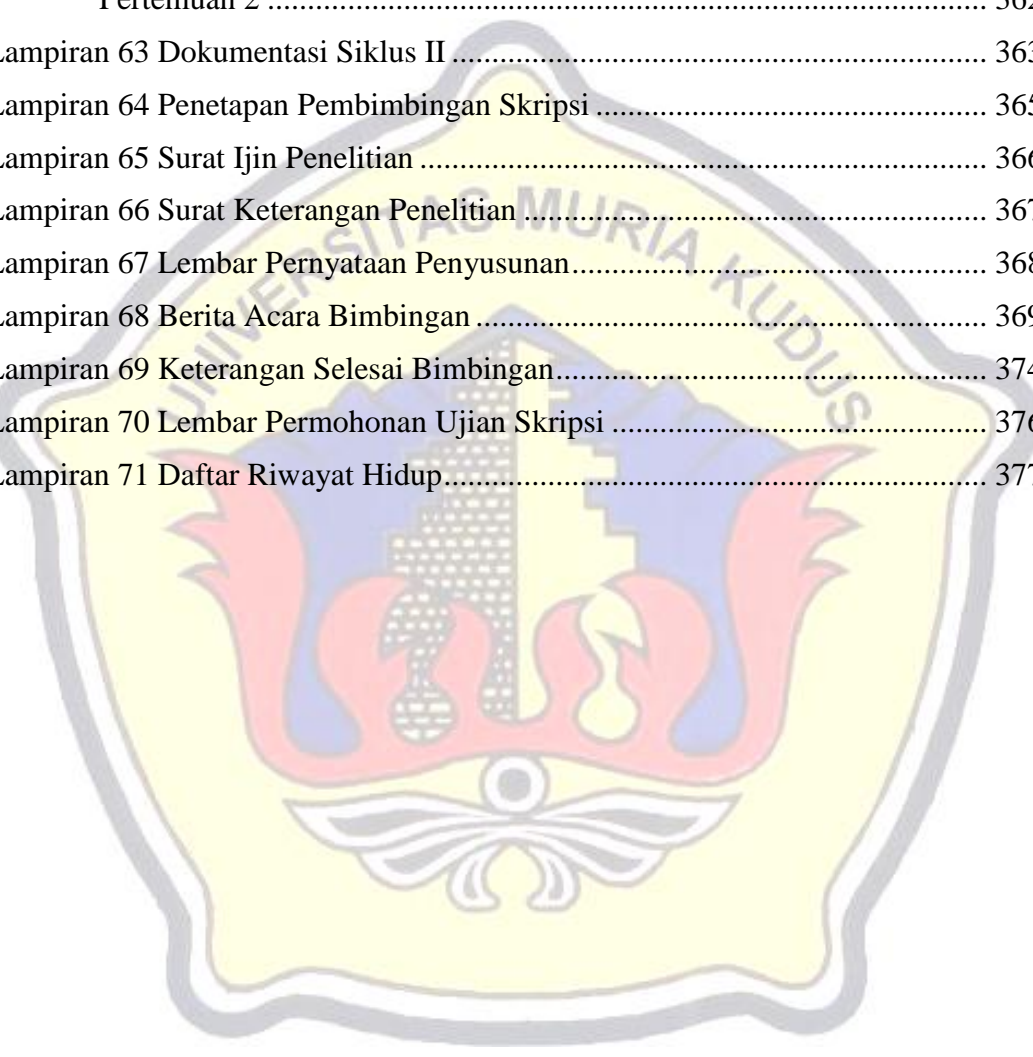 Pertemuan 2 ........................................................................................... 362
Lampiran 63 Dokumentasi Siklus II ..................................................................... 363
Lampiran 64 Penetapan Pembimbingan Skripsi .................................................... 365
Lampiran 65 Surat Ijin Penelitian .......................................................................... 366
Lampiran 66 Surat Keterangan Penelitian ............................................................. 367
Lampiran 67 Lembar Pernyataan Penyusunan....................................................... 368
Lampiran 68 Berita Acara Bimbingan ................................................................... 369
Lampiran 69 Keterangan Selesai Bimbingan......................................................... 374
Lampiran 70 Lembar Permohonan Ujian Skripsi .................................................. 376
Lampiran 71 Daftar Riwayat Hidup....................................................................... 377
UNIVERSITAS MURIA KUDUS